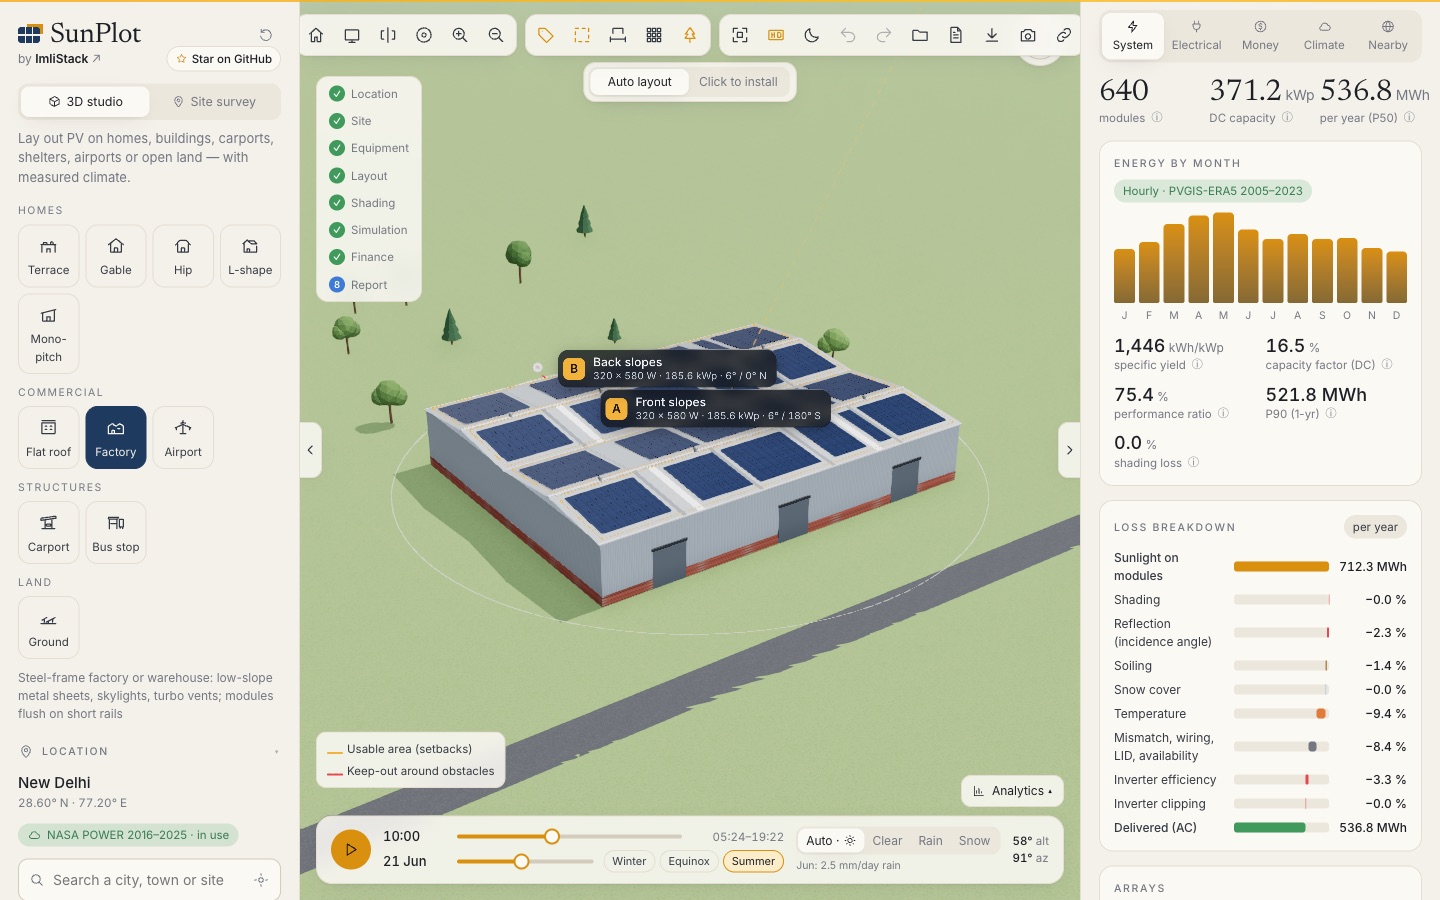 SunPlot
by ImliStack ↗
Star on GitHub
3D studio
Site survey
Lay out PV on homes, buildings, carports,
shelters, airports or open land — with
measured climate.
HOMES
Terrace
Gable
Hip
L-shape
Mono-
pitch
COMMERCIAL
Flat roof
Factory
Airport
STRUCTURES
Carport
Bus stop
LAND
Ground
Steel-frame factory or warehouse: low-slope
metal sheets, skylights, turbo vents; modules
flush on short rails
LOCATION
New Delhi
28.60° N · 77.20° E
NASA POWER 2016–2025 · in use
Search a city, town or site
HD
Auto layout
Click to install
Location
Site
Equipment
Layout
Shading
Simulation
Finance
8 Report
B Back slopes
320 × 580 W · 185.6 kWp · 6° / 0° N
A Front slopes
320 × 580 W · 185.6 kWp · 6° / 180° S
Usable area (setbacks)
Keep-out around obstacles
Analytics
10:00
05:24–19:22
21 Jun
Winter
Equinox
Summer
Auto ·
Clear
Rain
Snow
Jun: 2.5 mm/day rain
58° alt
91° az
System
Electrical
Money
Climate
Nearby
640
modules
371.2 kWp
DC capacity
536.8 MWh
per year (P50)
ENERGY BY MONTH
Hourly · PVGIS-ERA5 2005–2023
J F M A M J J A S O N D
1,446 kWh/kWp
specific yield
16.5 %
capacity factor (DC)
75.4 %
performance ratio
521.8 MWh
P90 (1-yr)
0.0 %
shading loss
LOSS BREAKDOWN
per year
Sunlight on
modules
712.3 MWh
Shading −0.0 %
Reflection
(incidence angle)
−2.3 %
Soiling −1.4 %
Snow cover −0.0 %
Temperature −9.4 %
Mismatch, wiring,
LID, availability
−8.4 %
Inverter efficiency −3.3 %
Inverter clipping −0.0 %
Delivered (AC) 536.8 MWh
ARRAYS